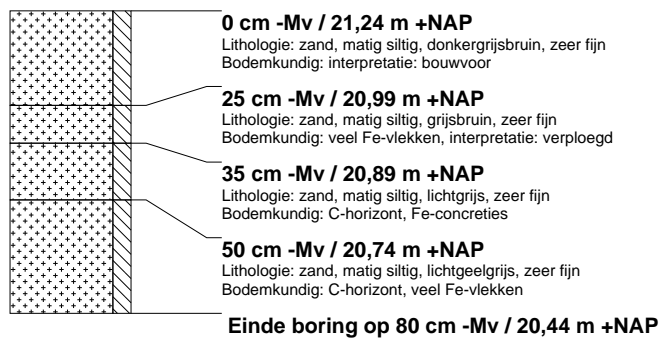 0 cm -Mv / 21,24 m +NAP
Lithologie: zand, matig siltig, donkergrijsbruin, zeer fijn
Bodemkundig: interpretatie: bouwvoor
25 cm -Mv / 20,99 m +NAP
Lithologie: zand, matig siltig, grijsbruin, zeer fijn
Bodemkundig: veel Fe-vlekken, interpretatie: verploegd
35 cm -Mv / 20,89 m +NAP
Lithologie: zand, matig siltig, lichtgrijs, zeer fijn
Bodemkundig: C-horizont, Fe-concreties
50 cm -Mv / 20,74 m +NAP
Lithologie: zand, matig siltig, lichtgeelgrijs, zeer fijn
Bodemkundig: C-horizont, veel Fe-vlekken
Einde boring op 80 cm -Mv / 20,44 m +NAP